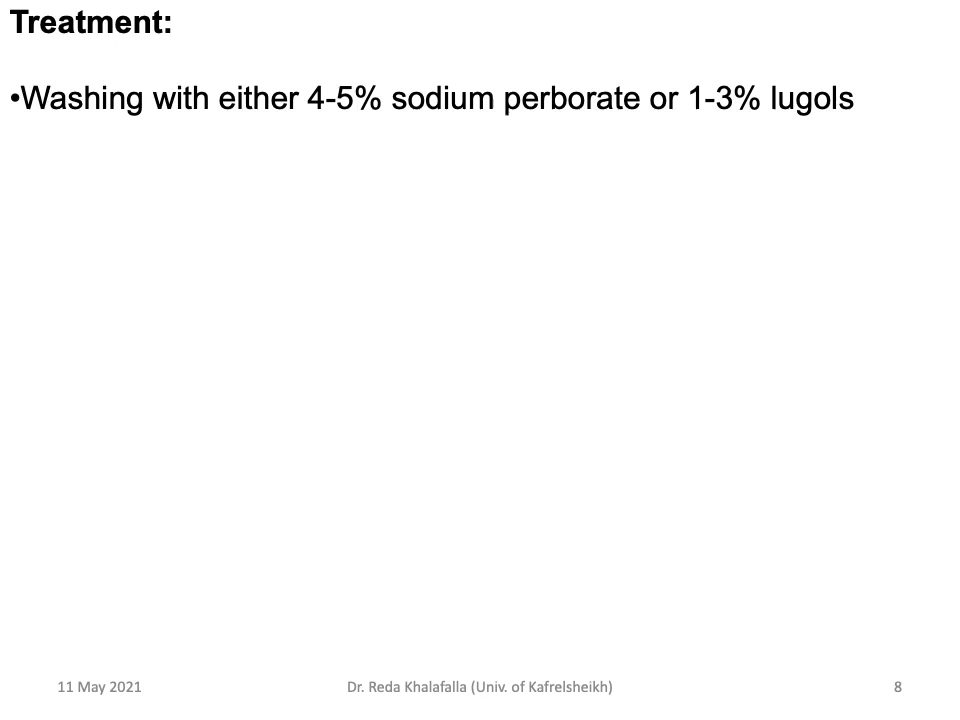 Treatment:
•Washing with either 4-5% sodium perborate or 1-3% lugols
11 May 2021
Dr. Reda Khalafalla (Univ. of Kafrelsheikh)
8